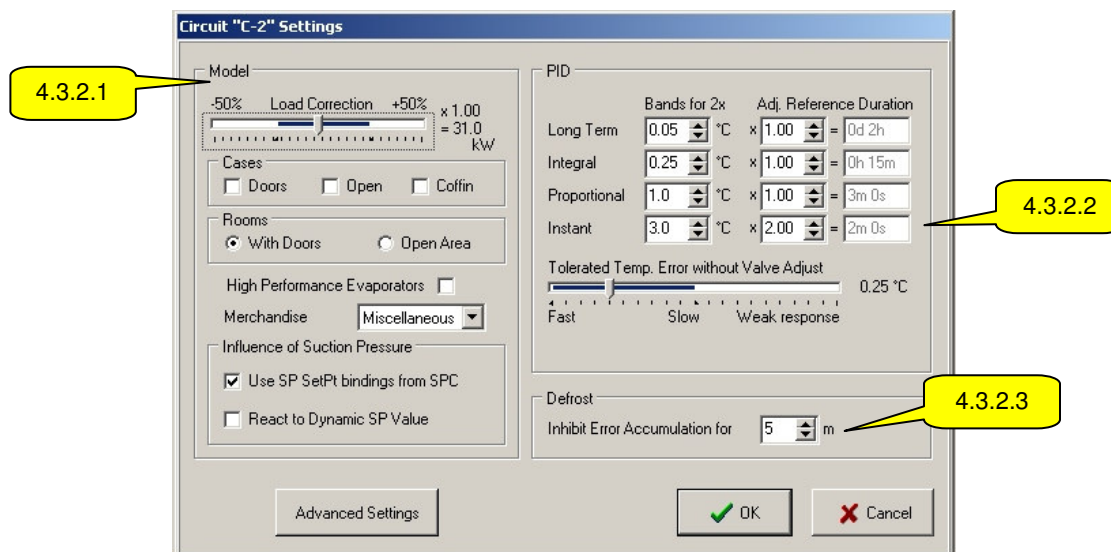 Circuit "C-2" Settings
4.3.2.1
Model
-50% Load Correction +50%
x 1.00
= 31.0
kW
Cases
Doors Open Coffin
Rooms
With Doors Open Area
High Performance Evaporators
Merchandise Miscellaneous
Influence of Suction Pressure
Use SP SetPt bindings from SPC
React to Dynamic SP Value
PID
Bands for 2x Adj. Reference Duration
Long Term 0.05 °C x 1.00 = 0d 2h
Integral 0.25 °C x 1.00 = 0h 15m
Proportional 1.0 °C x 1.00 = 3m 0s
Instant 3.0 °C x 2.00 = 2m 0s
4.3.2.2
Tolerated Temp. Error without Valve Adjust
0.25 °C
Fast Slow Weak response
Defrost
Inhibit Error Accumulation for 5 m
4.3.2.3
Advanced Settings OK Cancel